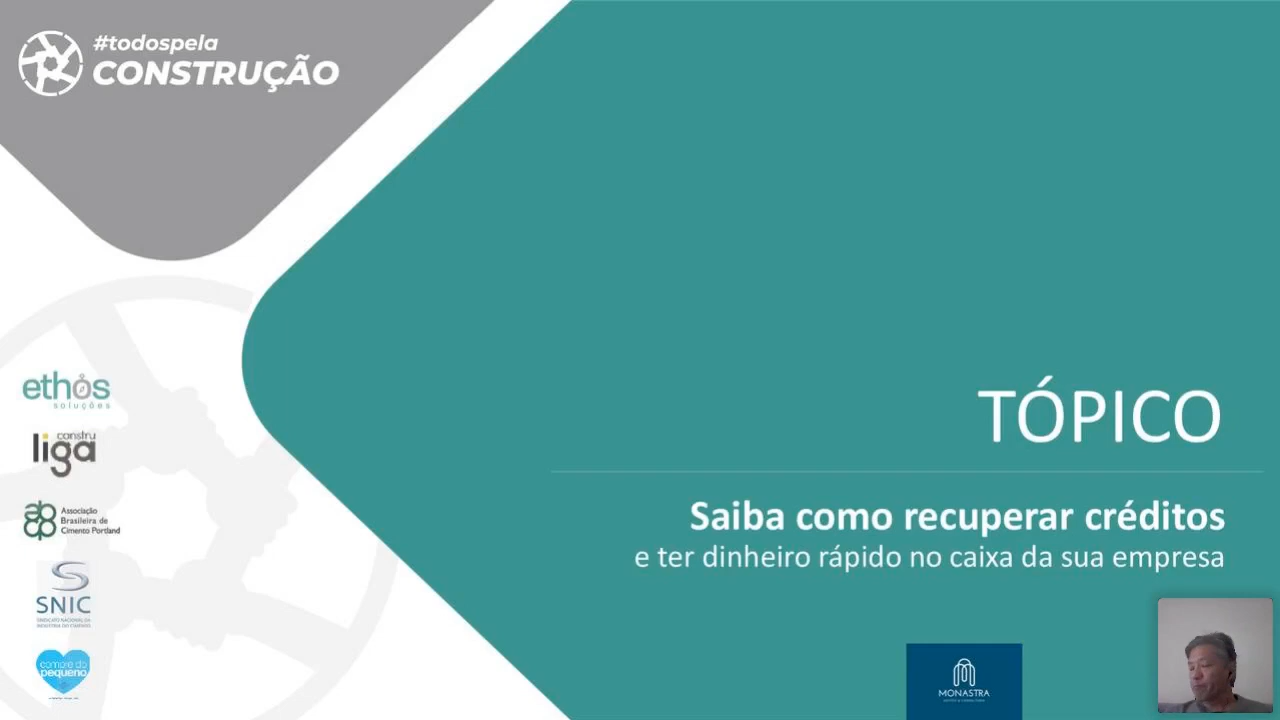 #todospela
CONSTRUÇÃO
ethos
soluções
constru
liga
Associação
Brasileira de
Cimento Portland
SNIC
compre do
pequeno
TÓPICO
Saiba como recuperar créditos
e ter dinheiro rápido no caixa da sua empresa
MONASTRA